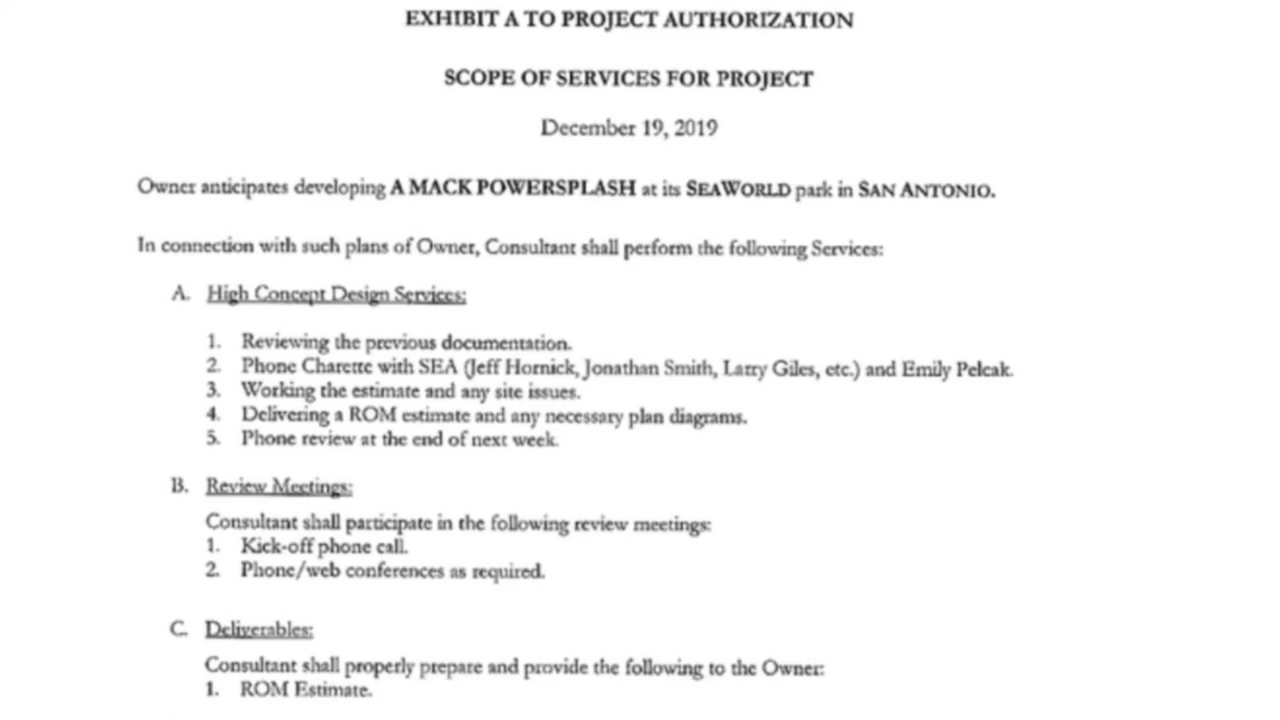 EXHIBIT A TO PROJECT AUTHORIZATION
SCOPE OF SERVICES FOR PROJECT
December 19, 2019
Owner anticipates developing A MACK POWERSPLASH at its SEAWORLD park in SAN ANTONIO.
In connection with such plans of Owner, Consultant shall perform the following Services:
A. High Concept Design Services:
1. Reviewing the previous documentation.
2. Phone Charette with SEA (Jeff Hornick, Jonathan Smith, Larry Giles, etc.) and Emily Pelcak.
3. Working the estimate and any site issues.
4. Delivering a ROM estimate and any necessary plan diagrams.
5. Phone review at the end of next week.
B. Review Meetings:
Consultant shall participate in the following review meetings:
1. Kick-off phone call.
2. Phone/web conferences as required.
C. Deliverables:
Consultant shall properly prepare and provide the following to the Owner:
1. ROM Estimate.